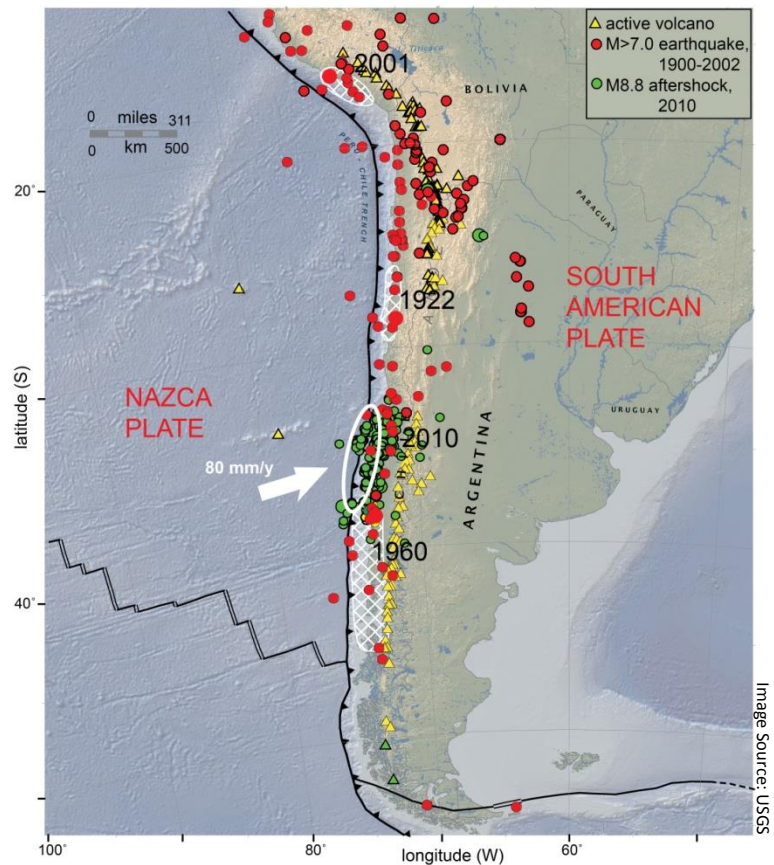 active volcano
M>7.0 earthquake,
1900-2002
M8.8 aftershock,
2010
2001
Titicaca
BOLIVIA
0 miles 311
0 km 500
PERU - CHILE TRENCH
20°
PARAGUAY
1922
SOUTH
AMERICAN
PLATE
A
NAZCA
PLATE
URUGUAY
latitude (S)
2010
80 mm/y
ARGENTINA
1960
40°
Image Source: USGS
100°
80°
60°
longitude (W)